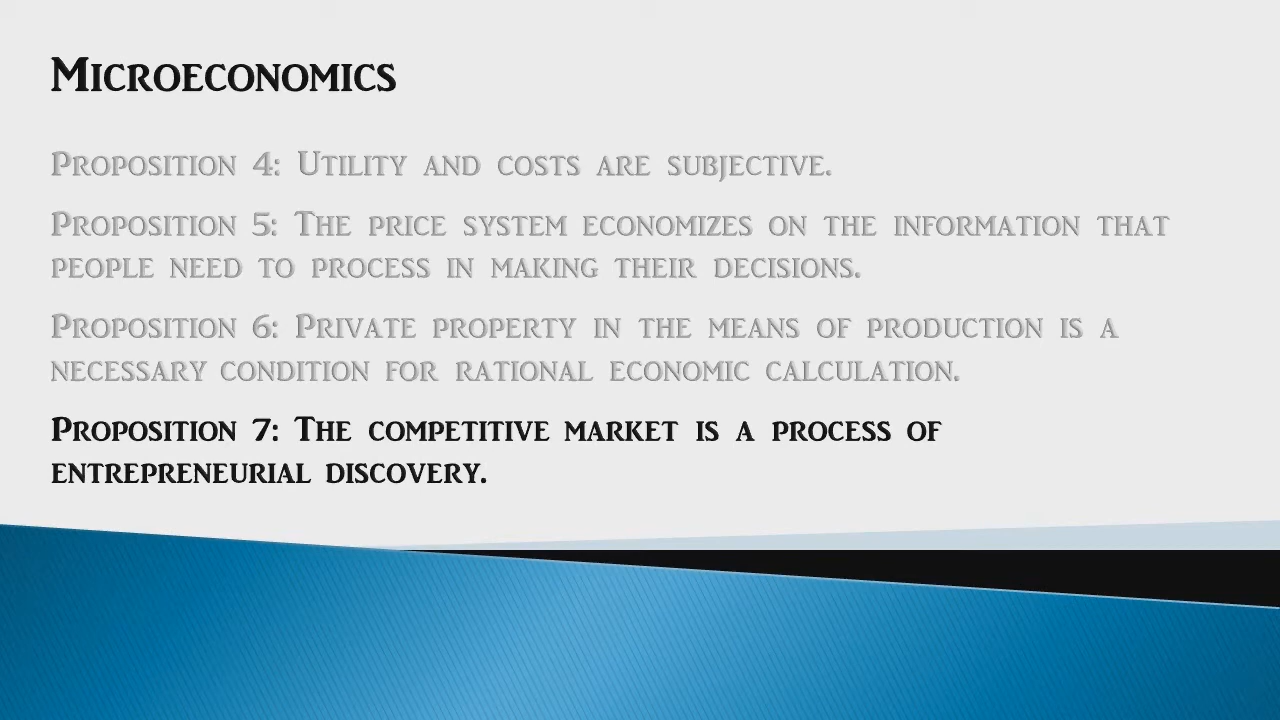 Microeconomics
Proposition 4: Utility and costs are subjective.
Proposition 5: The price system economizes on the information that
people need to process in making their decisions.
Proposition 6: Private property in the means of production is a
necessary condition for rational economic calculation.
Proposition 7: The competitive market is a process of
entrepreneurial discovery.